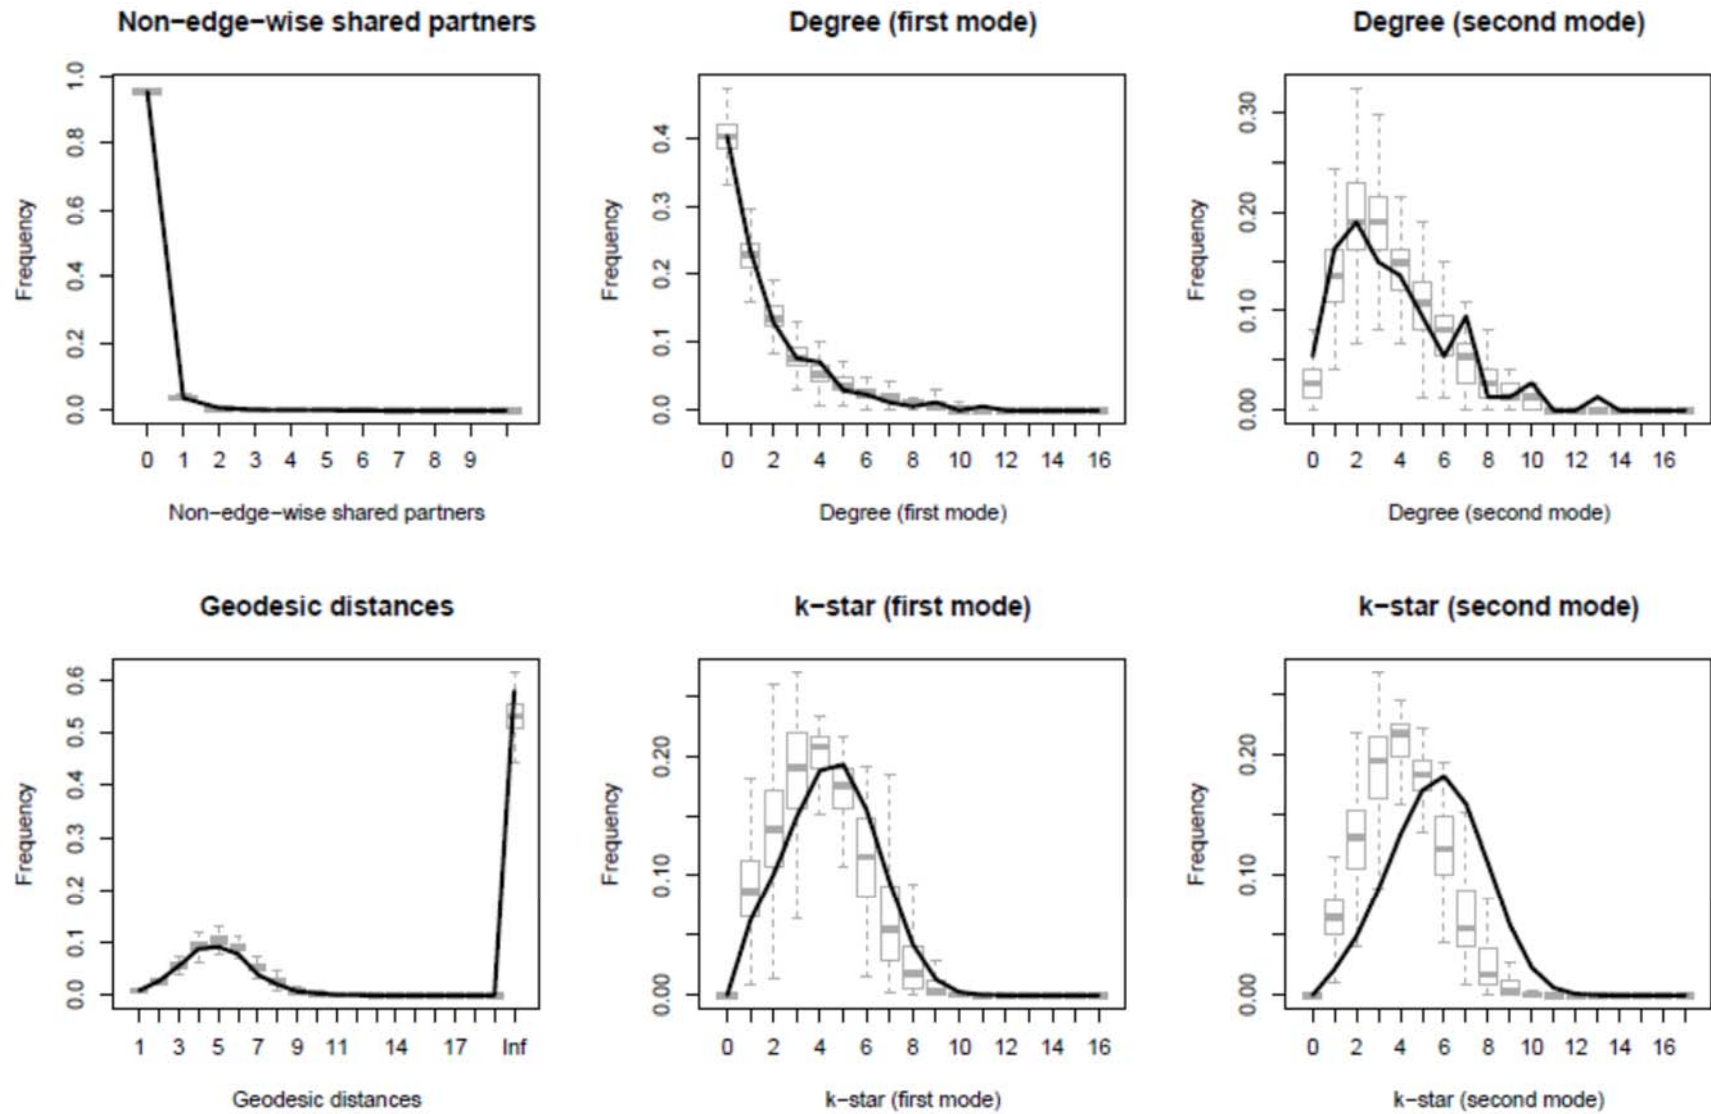 Non-edge-wise shared partners
Frequency
0.0 0.2 0.4 0.6 0.8 1.0
0 1 2 3 4 5 6 7 8 9
Non-edge-wise shared partners
Degree (first mode)
Frequency
0.0 0.1 0.2 0.3 0.4
0 2 4 6 8 10 12 14 16
Degree (first mode)
Degree (second mode)
Frequency
0.00 0.10 0.20 0.30
0 2 4 6 8 10 12 14 16
Degree (second mode)
Geodesic distances
Frequency
0.0 0.1 0.2 0.3 0.4 0.5 0.6
1 3 5 7 9 11 14 17 Inf
Geodesic distances
k-star (first mode)
Frequency
0.00 0.10 0.20
0 2 4 6 8 10 12 14 16
k-star (first mode)
k-star (second mode)
Frequency
0.00 0.10 0.20
0 2 4 6 8 10 12 14 16
k-star (second mode)